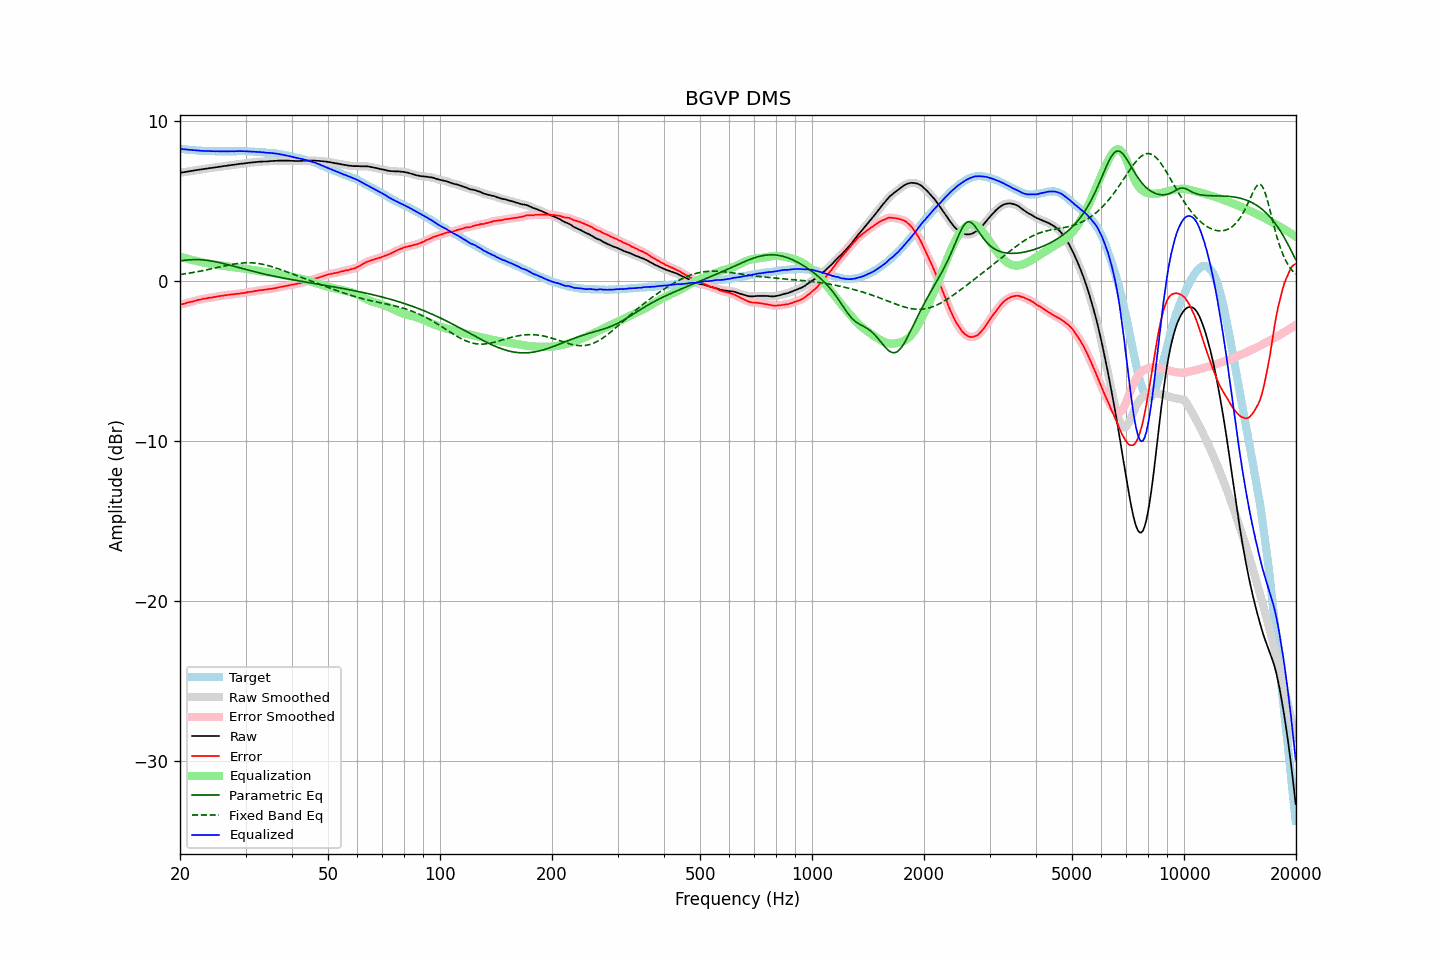 BGVP DMS
Amplitude (dBr)
10
0
−10
−20
−30
Target
Raw Smoothed
Error Smoothed
Raw
Error
Equalization
Parametric Eq
Fixed Band Eq
Equalized
20 50 100 200 500 1000 2000 5000 10000 20000
Frequency (Hz)